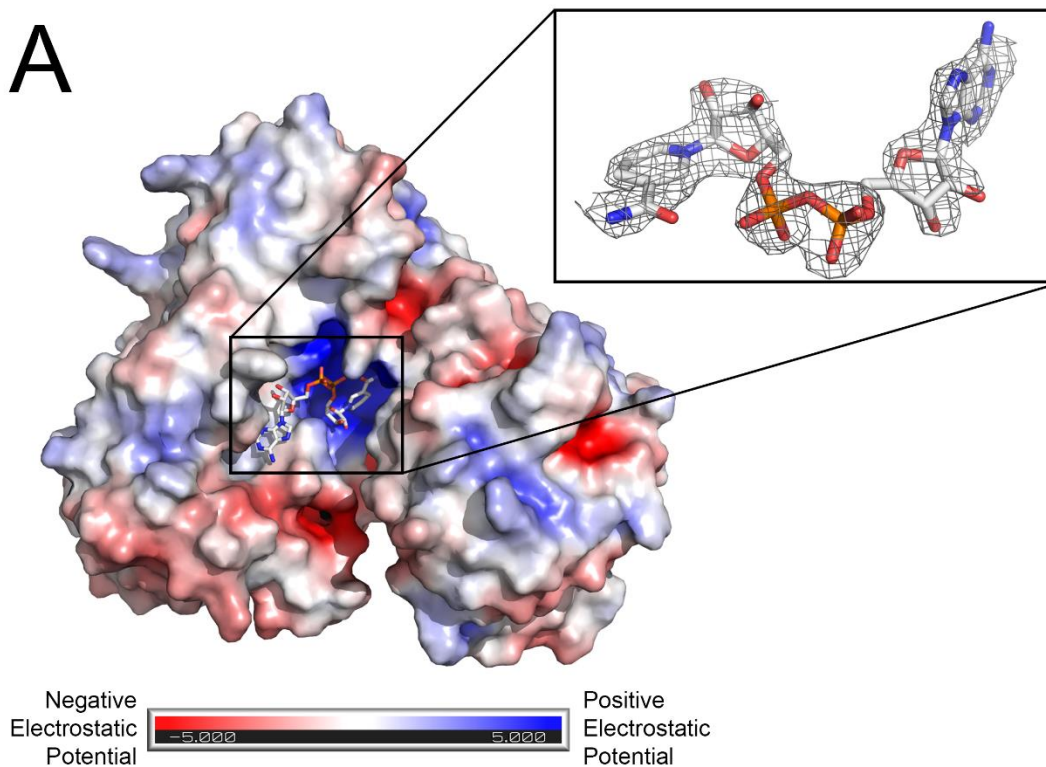 A
Negative
Electrostatic
Potential
-5.000
5.000
Positive
Electrostatic
Potential